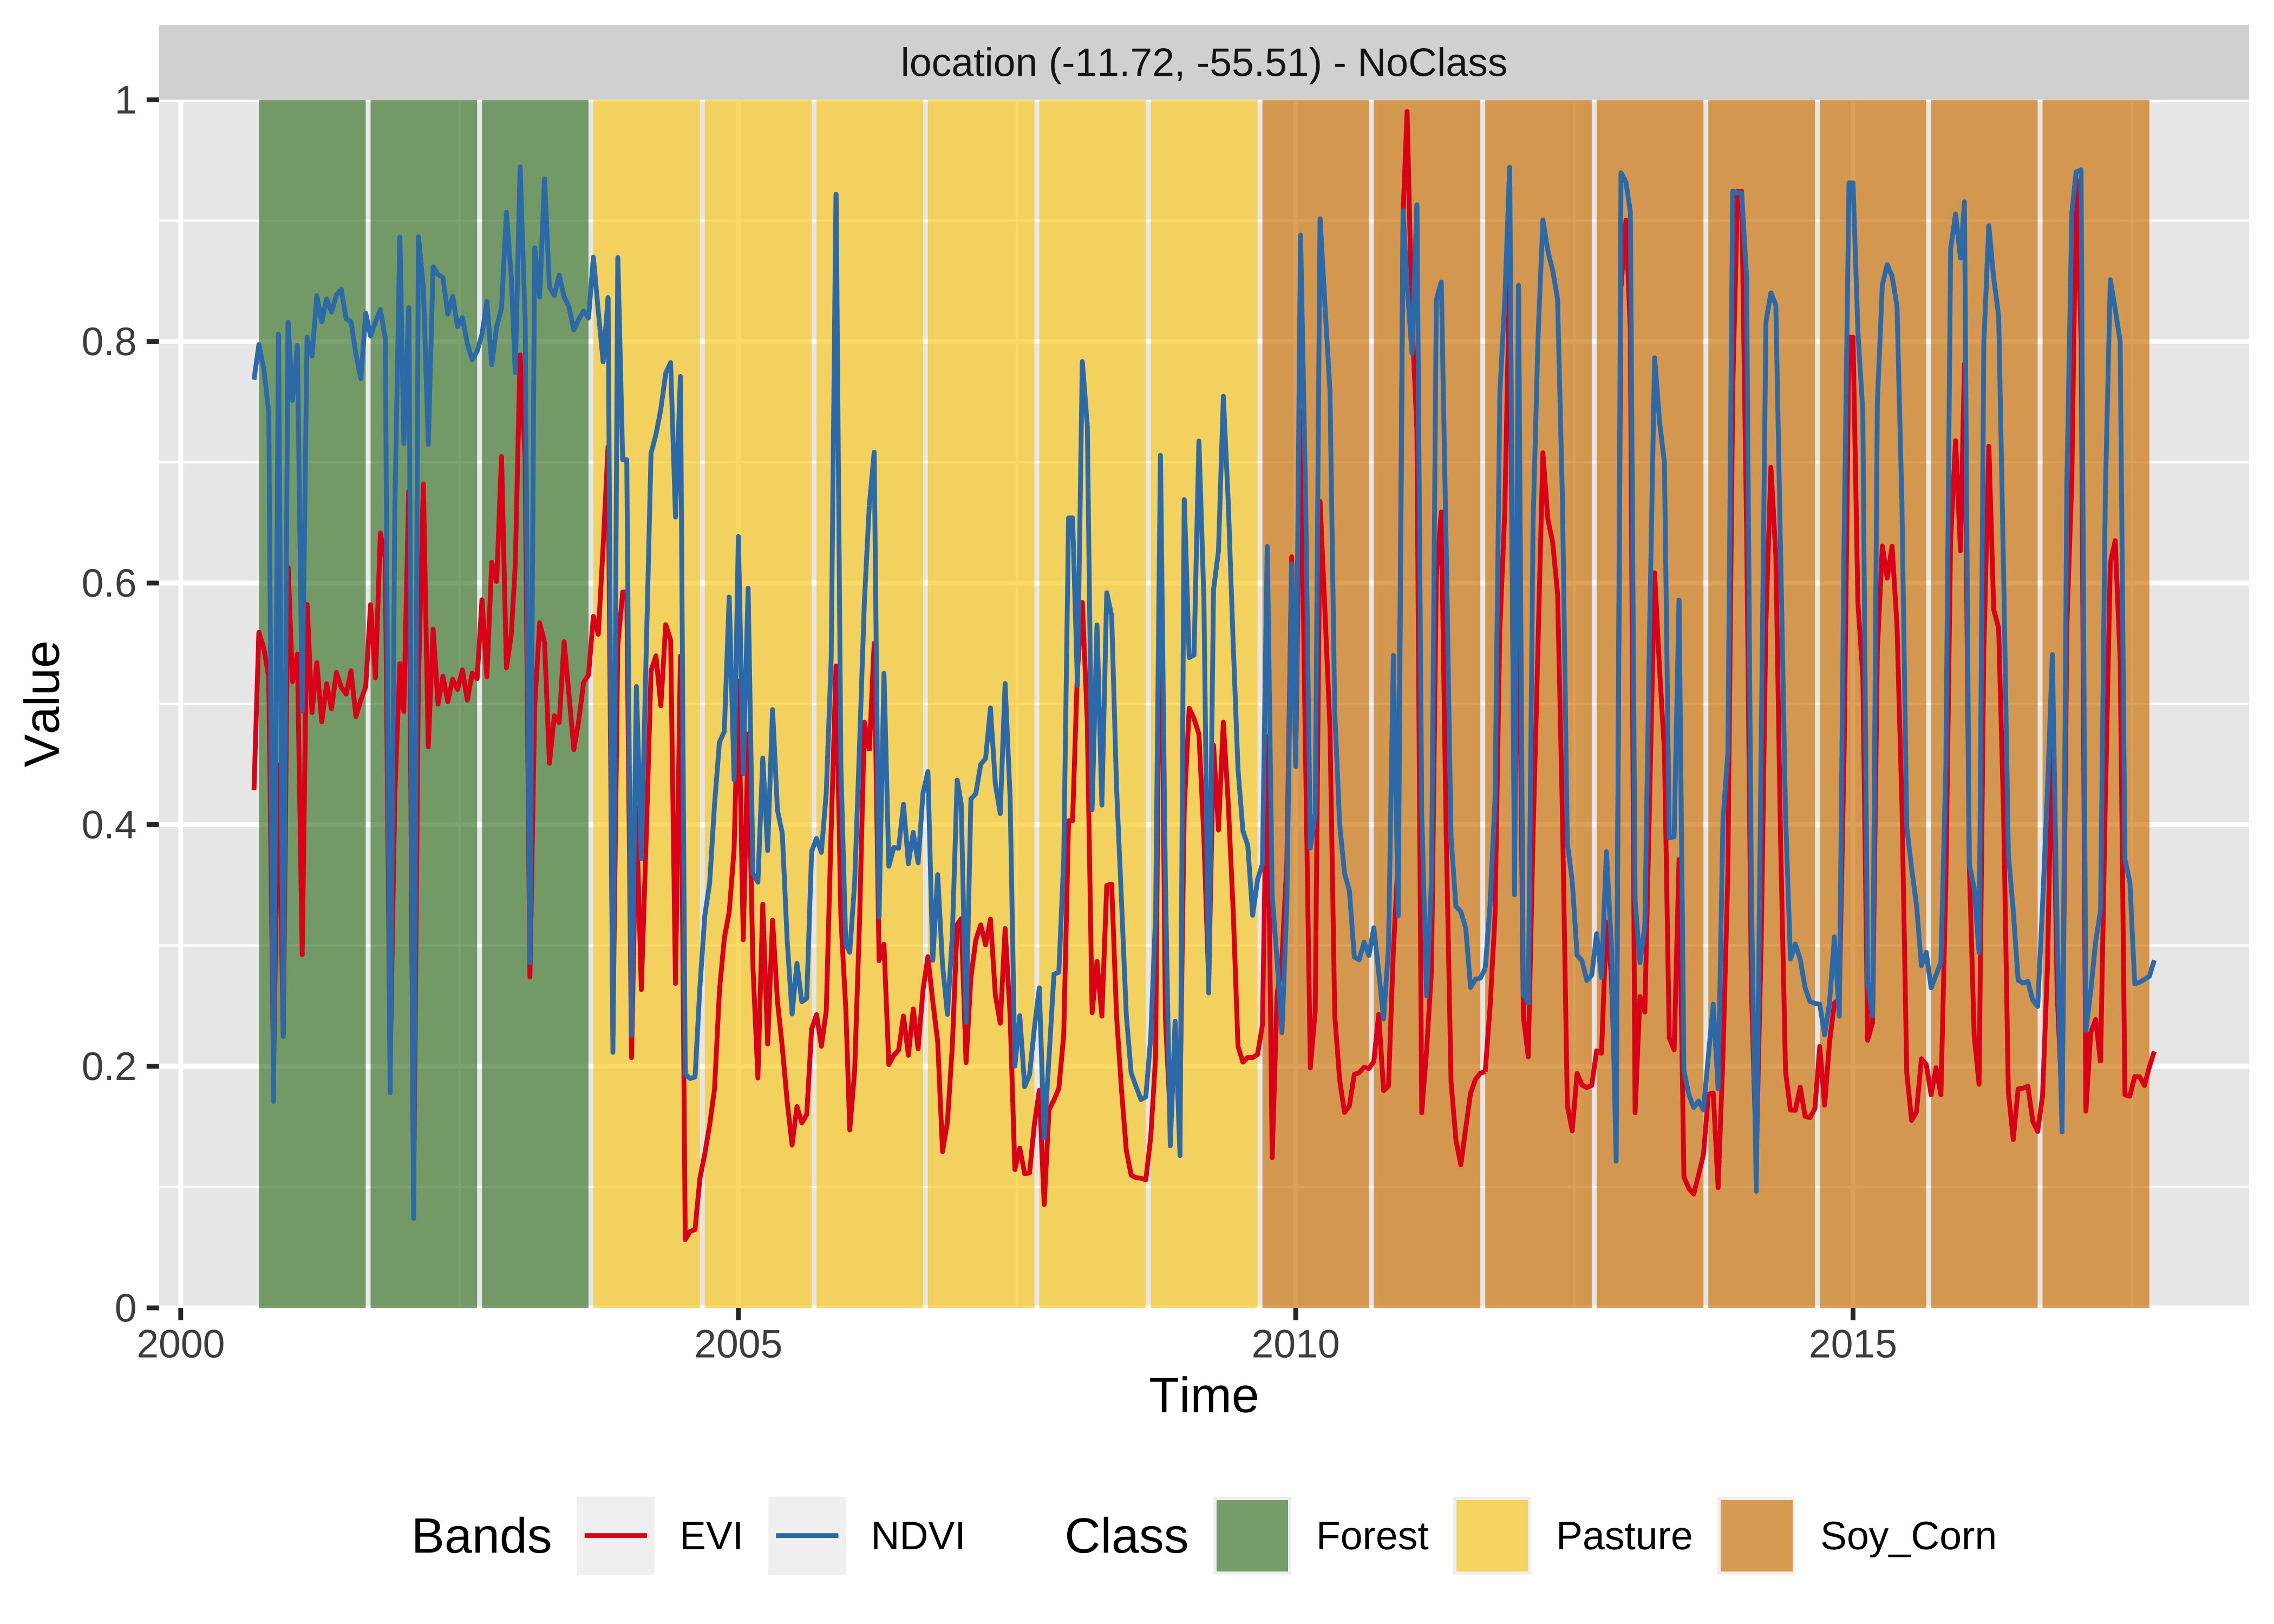 location (-11.72, -55.51) - NoClass
1
0.8
0.6
0.4
0.2
0
Value
2000 2005 2010 2015
Time
Bands EVI NDVI Class Forest Pasture Soy_Corn